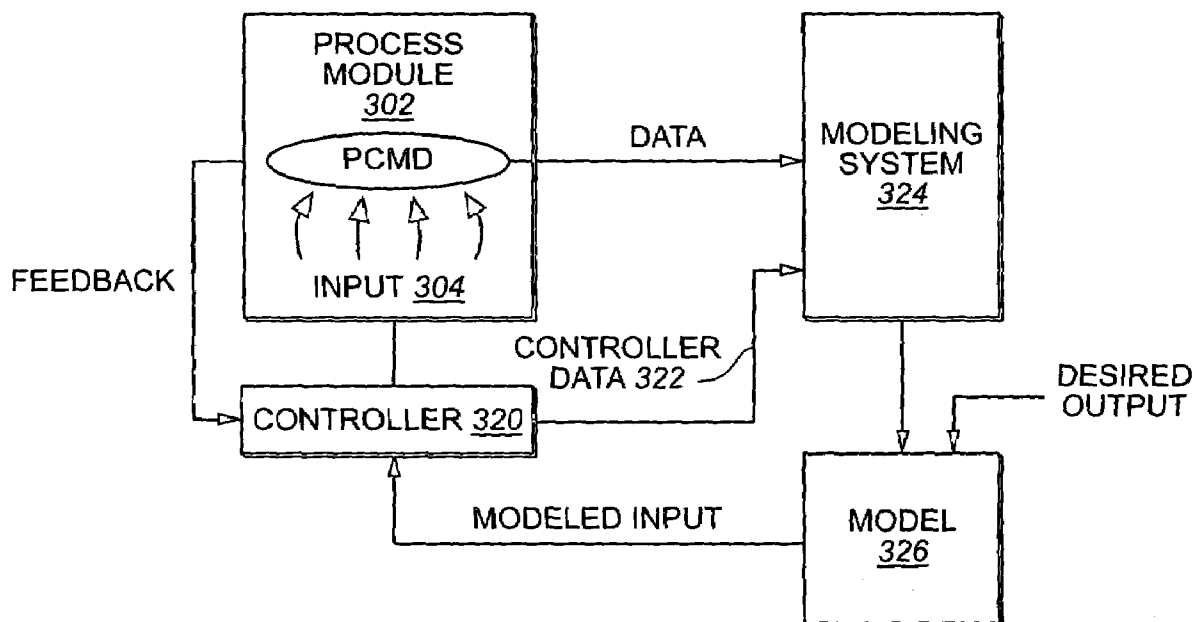 PROCESS
MODULE
302
PCMD
INPUT 304
DATA
MODELING
SYSTEM
324
FEEDBACK
CONTROLLER
DATA 322
CONTROLLER 320
DESIRED
OUTPUT
MODELED INPUT
MODEL
326